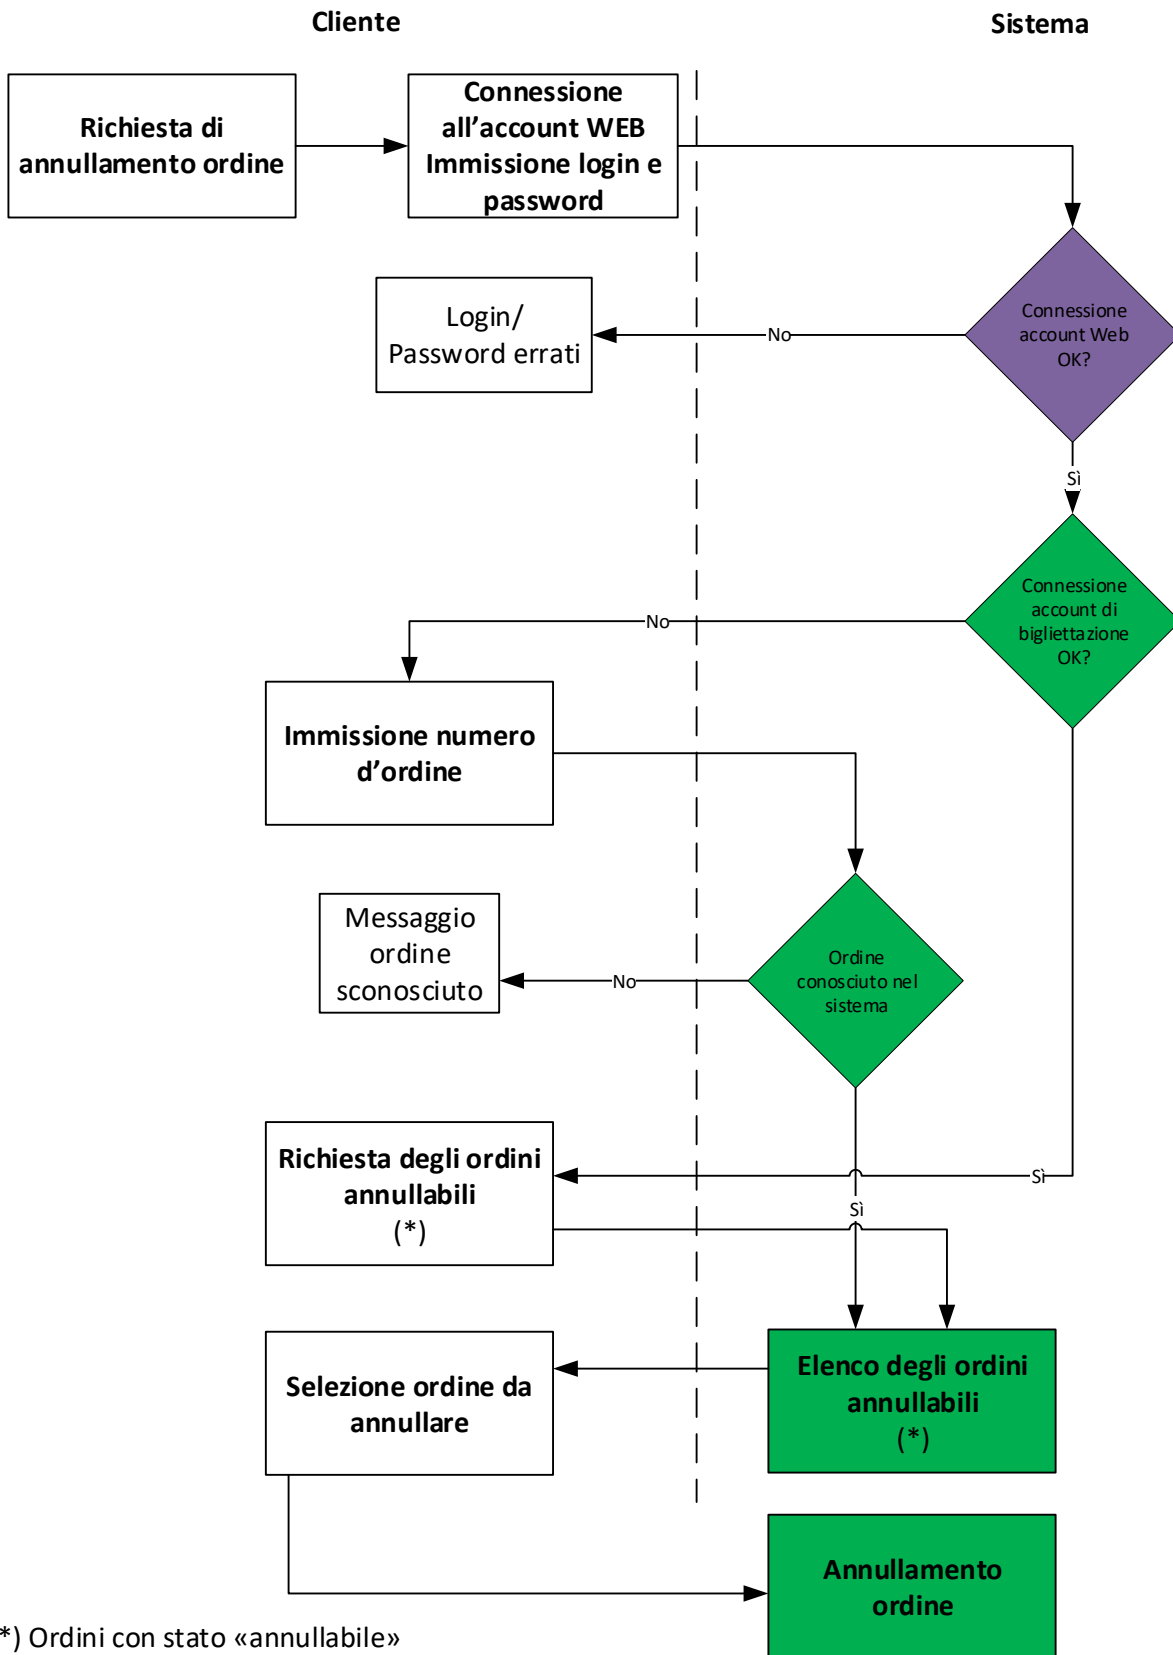 Cliente
Sistema
Richiesta di
annullamento ordine
Connessione
all’account WEB
Immissione login e
password
Connessione
account Web
OK?
No
Login/
Password errati
Sì
Connessione
account di
bigliettazione
OK?
No
Immissione numero
d’ordine
Ordine
conosciuto nel
sistema
No
Messaggio
ordine
sconosciuto
Richiesta degli ordini
annullabili
(*)
Sì
Sì
Elenco degli ordini
annullabili
(*)
Selezione ordine da
annullare
Annullamento
ordine
*) Ordini con stato «annullabile»